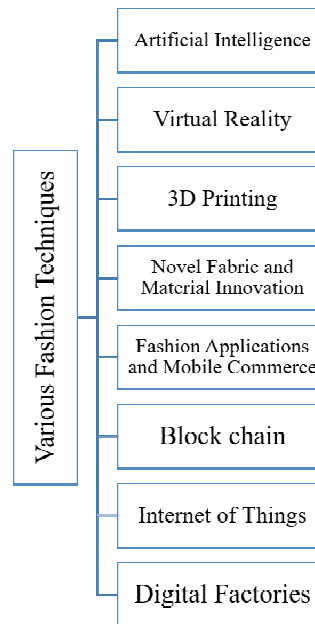 Various Fashion Techniques
Artificial Intelligence
Virtual Reality
3D Printing
Novel Fabric and
Material Innovation
Fashion Applications
and Mobile Commerce
Block chain
Internet of Things
Digital Factories